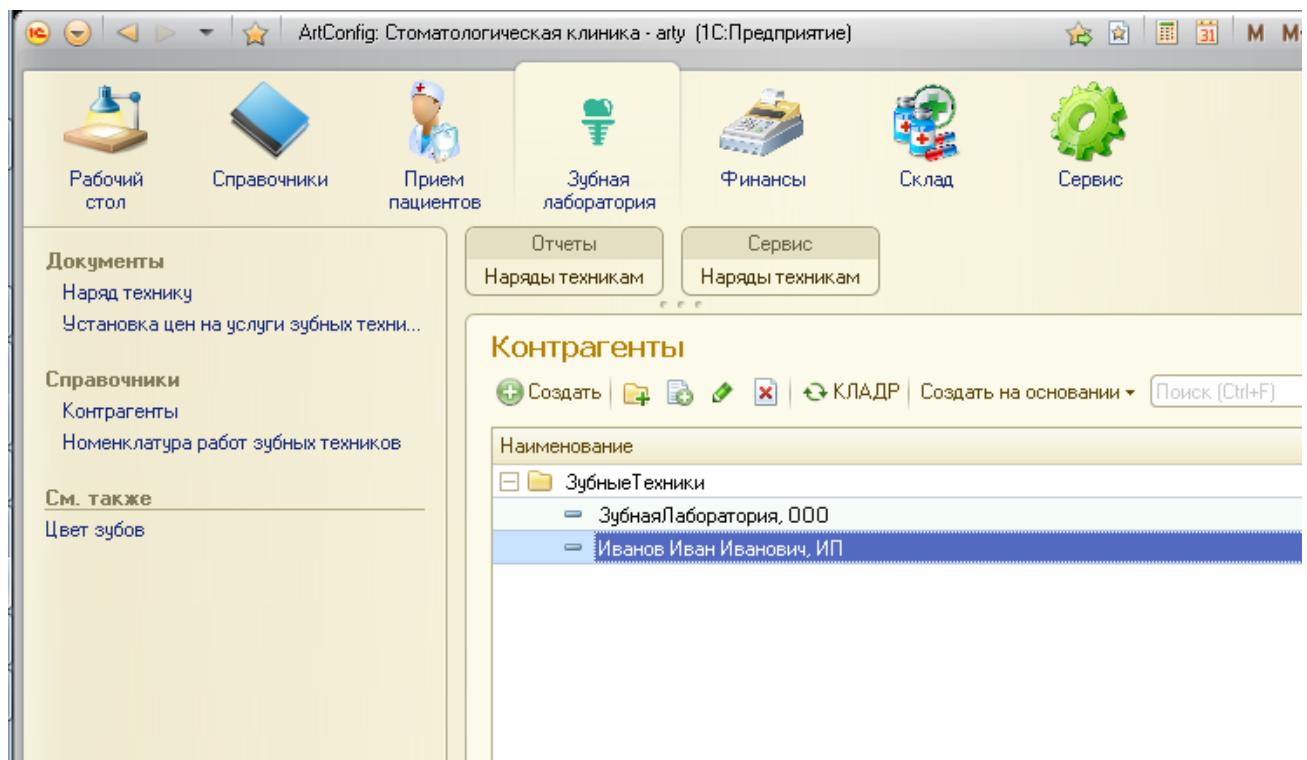 ArtConfig: Стоматологическая клиника - arty (1С:Предприятие)
31
M
Рабочий стол
Справочники
Прием пациентов
Зубная лаборатория
Финансы
Склад
Сервис
Документы
Наряд технику
Установка цен на услуги зубных техни...
Справочники
Контрагенты
Номенклатура работ зубных техников
См. также
Цвет зубов
Отчеты
Наряды техникам
Сервис
Наряды техникам
Контрагенты
Создать
КЛАДР
Создать на основании
Поиск (Ctrl+F)
Наименование
ЗубныеТехники
ЗубнаяЛаборатория, ООО
Иванов Иван Иванович, ИП